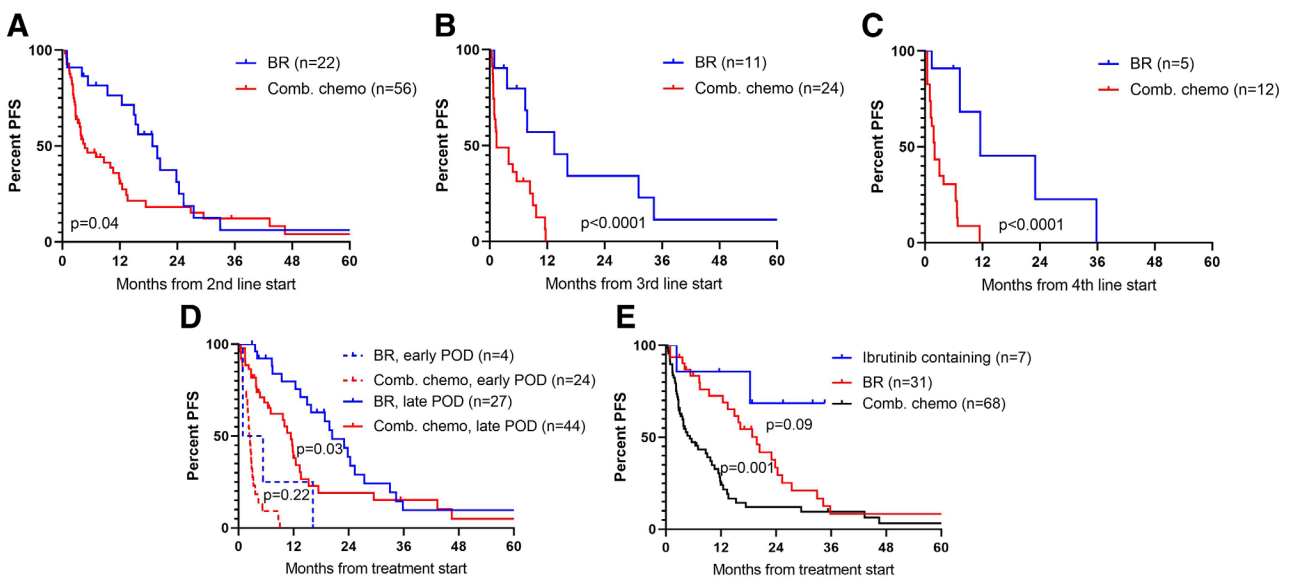 A
Percent PFS
100
50
0
0 12 24 36 48 60
Months from 2nd line start
BR (n=22)
Comb. chemo (n=56)
p=0.04
B
Percent PFS
100
50
0
0 12 24 36 48 60
Months from 3rd line start
BR (n=11)
Comb. chemo (n=24)
p<0.0001
C
Percent PFS
100
50
0
0 12 24 36 48 60
Months from 4th line start
BR (n=5)
Comb. chemo (n=12)
p<0.0001
D
Percent PFS
100
50
0
0 12 24 36 48 60
Months from treatment start
BR, early POD (n=4)
Comb. chemo, early POD (n=24)
BR, late POD (n=27)
Comb. chemo, late POD (n=44)
p=0.03
p=0.22
E
Percent PFS
100
50
0
0 12 24 36 48 60
Months from treatment start
Ibrutinib containing (n=7)
BR (n=31)
Comb. chemo (n=68)
p=0.09
p=0.001